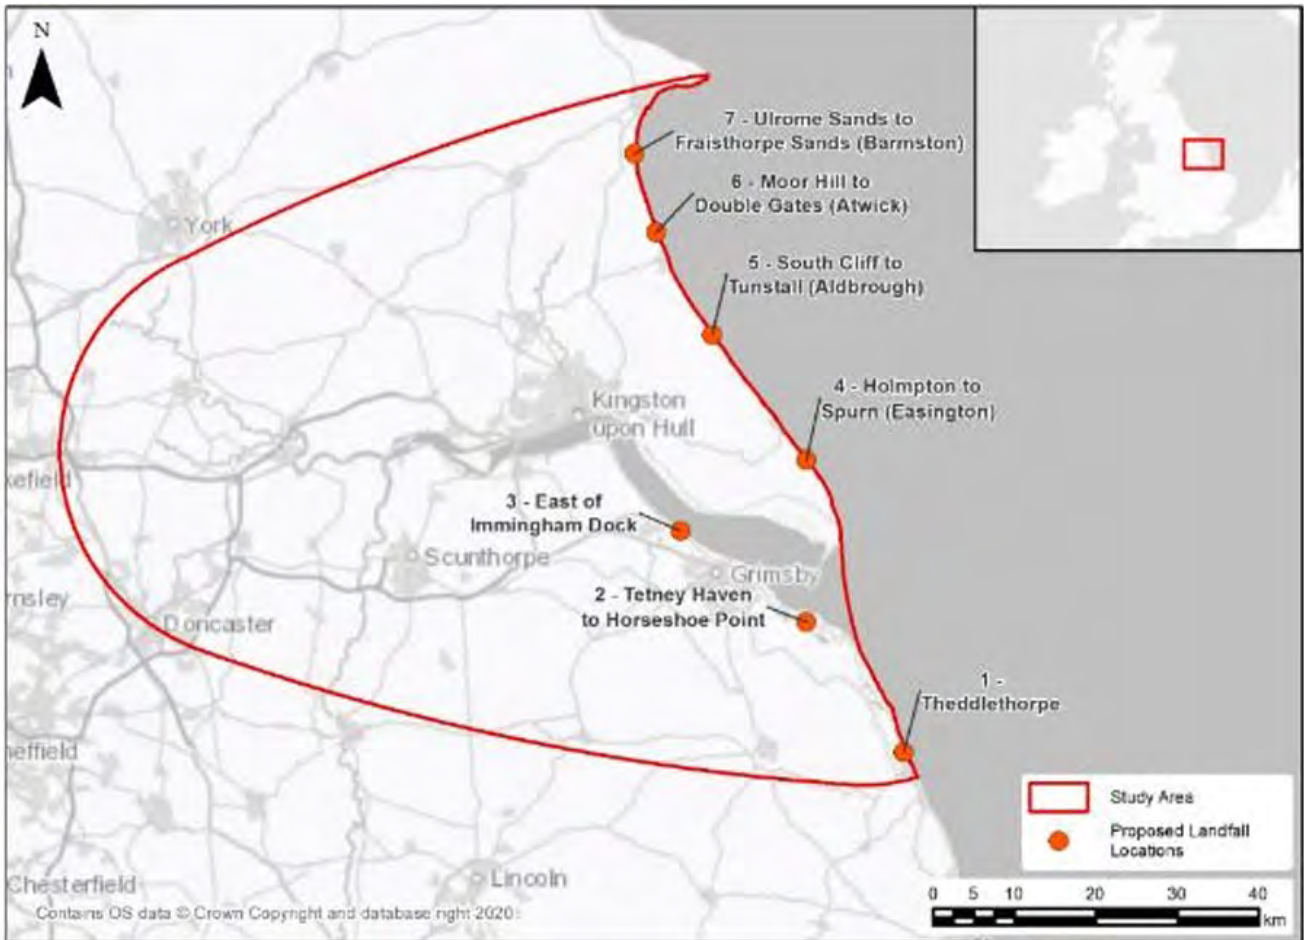 N
7 - Ulrome Sands to
Fraisthorpe Sands (Barmston)
6 - Moor Hill to
Double Gates (Atwick)
York
5 - South Cliff to
Tunstall (Aldbrough)
4 - Holmpton to
Spurn (Easington)
Kingston
upon Hull
kefield
3 - East of
Immingham Dock
Scunthorpe
Grimsby
rnsley
2 - Tetney Haven
to Horseshoe Point
Doncaster
1 -
Theddlethorpe
heffield
Study Area
Proposed Landfall
Locations
Chesterfield
Lincoln
0 5 10 20 30 40
km
Contains OS data © Crown Copyright and database right 2020